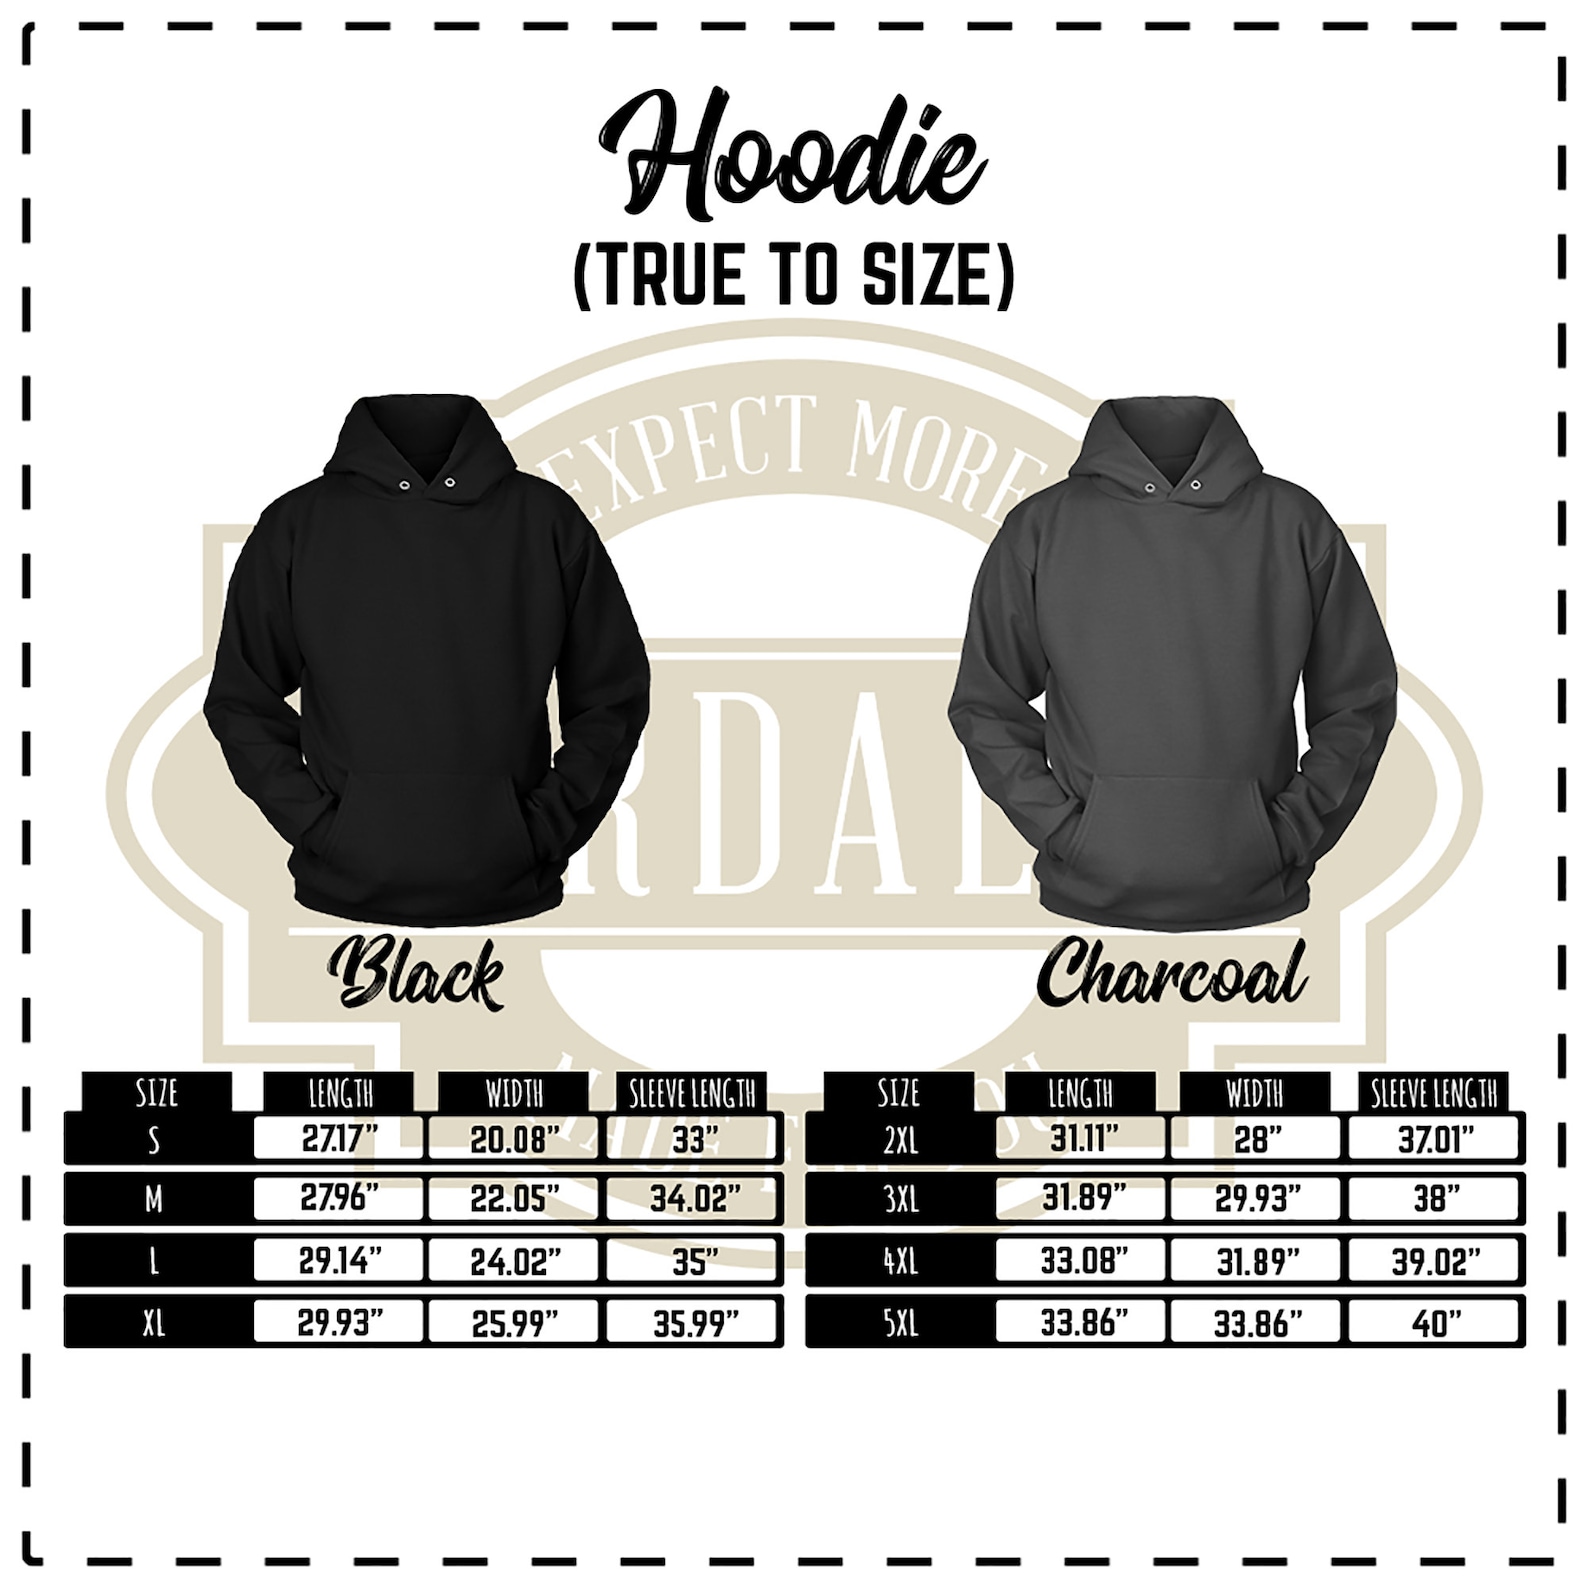 Hoodie
(TRUE TO SIZE)
EXPECT MORE
RDAL
Black
Charcoal
SIZE LENGTH WIDTH SLEEVE LENGTH
S 27.17” 20.08” 33”
M 27.96” 22.05” 34.02”
L 29.14” 24.02” 35”
XL 29.93” 25.99” 35.99”
SIZE LENGTH WIDTH SLEEVE LENGTH
2XL 31.11” 28” 37.01”
3XL 31.89” 29.93” 38”
4XL 33.08” 31.89” 39.02”
5XL 33.86” 33.86” 40”